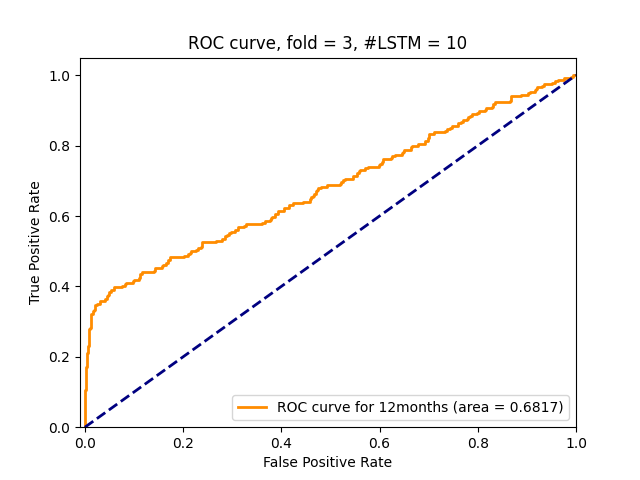 ROC curve, fold = 3, #LSTM = 10
True Positive Rate
1.0
0.8
0.6
0.4
0.2
0.0
ROC curve for 12months (area = 0.6817)
0.0 0.2 0.4 0.6 0.8 1.0
False Positive Rate